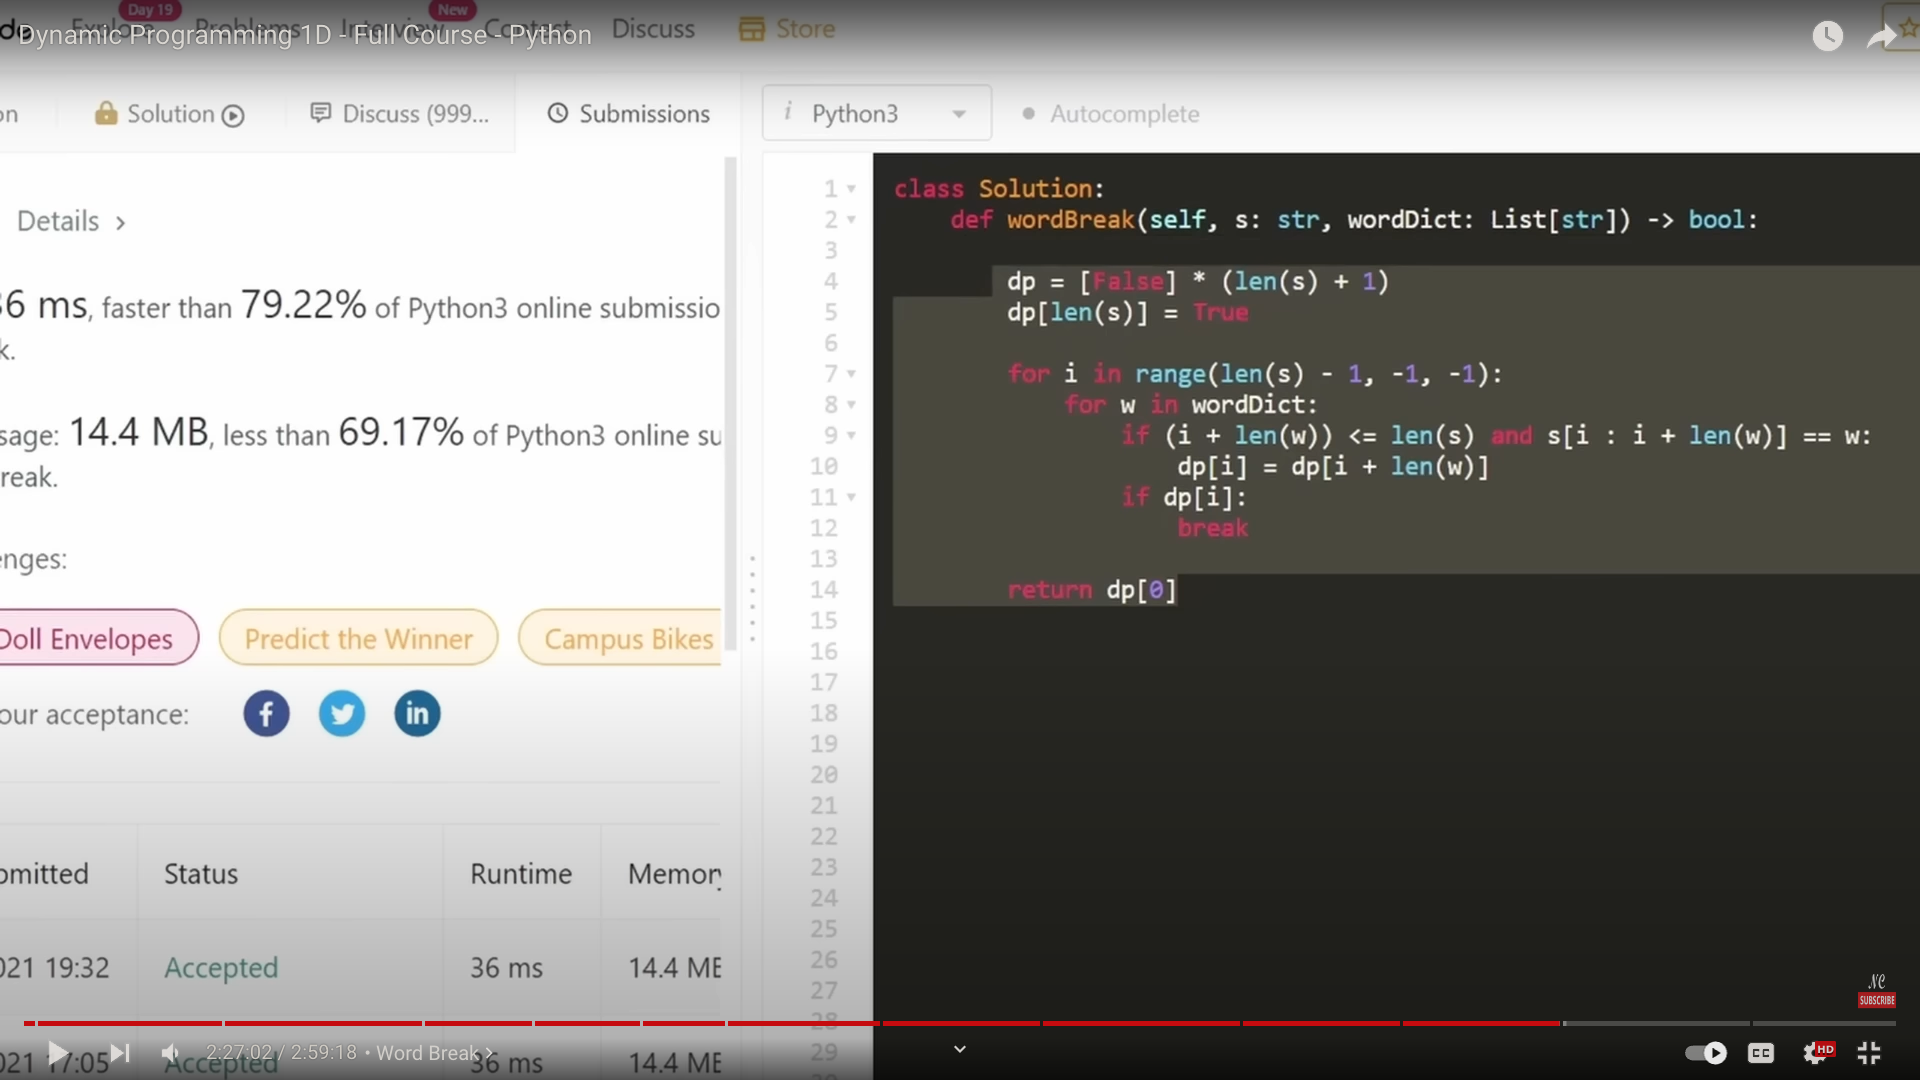 Explore Day 19 Problems Interview New Contest Discuss Store
Dynamic Programming 1D - Full Course - Python
on Solution Discuss (999... Submissions
Python3 Autocomplete
Details
36 ms, faster than 79.22% of Python3 online submissio
k.
sage: 14.4 MB, less than 69.17% of Python3 online su
reak.
enges:
Doll Envelopes Predict the Winner Campus Bikes
our acceptance:
omitted Status Runtime Memory
021 19:32 Accepted 36 ms 14.4 ME
021 17:05 Accepted 36 ms 14.4 ME
1 class Solution:
2 def wordBreak(self, s: str, wordDict: List[str]) -> bool:
3
4 dp = [False] * (len(s) + 1)
5 dp[len(s)] = True
6
7 for i in range(len(s) - 1, -1, -1):
8 for w in wordDict:
9 if (i + len(w)) <= len(s) and s[i : i + len(w)] == w:
10 dp[i] = dp[i + len(w)]
11 if dp[i]:
12 break
13
14 return dp[0]
15
16
17
18
19
20
21
22
23
24
25
26
27
28
29
NC
SUBSCRIBE
2:27:02 / 2:59:18 • Word Break
CC HD